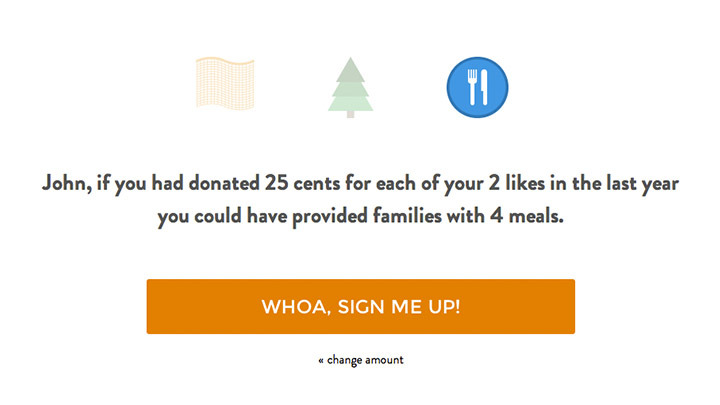 John, if you had donated 25 cents for each of your 2 likes in the last year
you could have provided families with 4 meals.
WHOA, SIGN ME UP!
« change amount